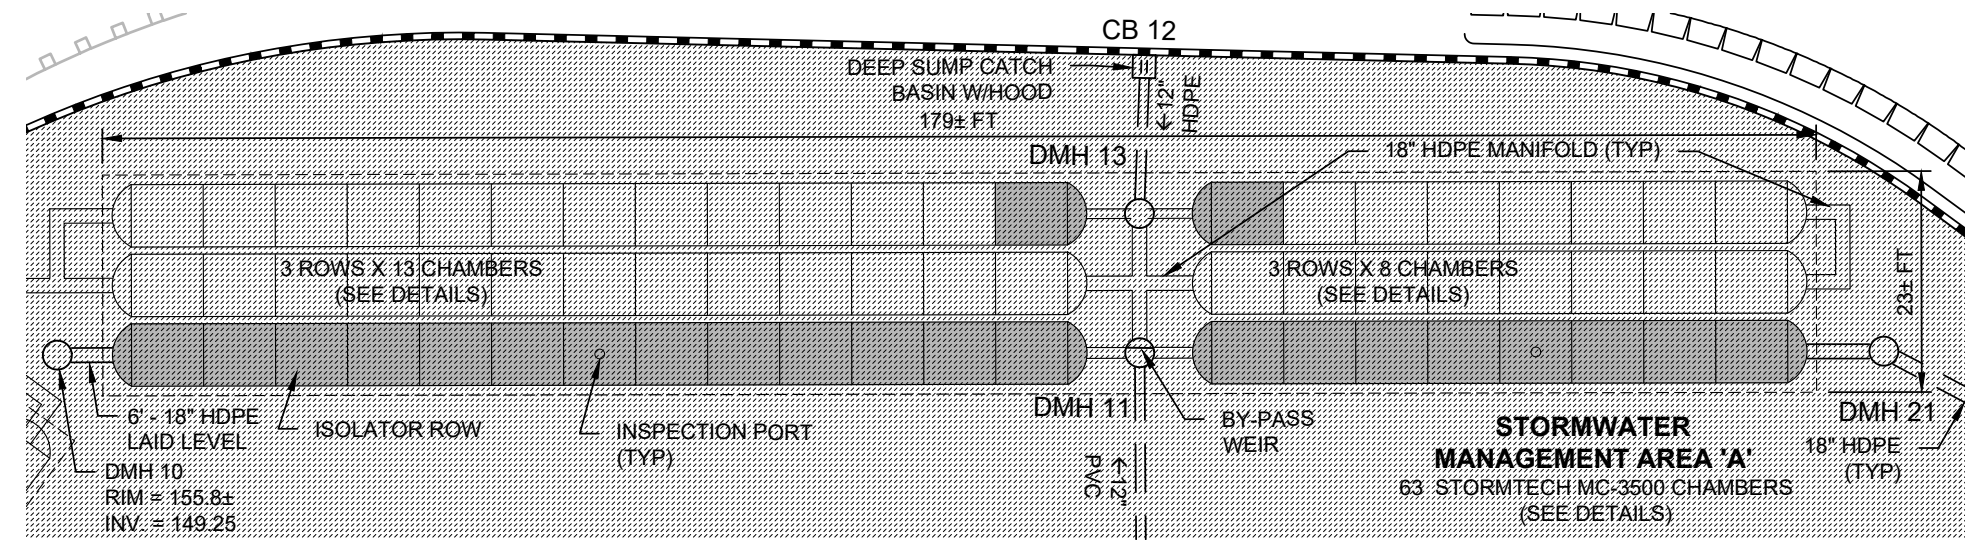 CB 12
DEEP SUMP CATCH
BASIN W/HOOD
12"
HDPE
179± FT
DMH 13
18" HDPE MANIFOLD (TYP)
3 ROWS X 13 CHAMBERS
(SEE DETAILS)
3 ROWS X 8 CHAMBERS
(SEE DETAILS)
23± FT
6' - 18" HDPE
LAID LEVEL
ISOLATOR ROW
INSPECTION PORT
(TYP)
DMH 11
BY-PASS
WEIR
DMH 21
18" HDPE
(TYP)
DMH 10
RIM = 155.8±
INV. = 149.25
12"
PVC
STORMWATER
MANAGEMENT AREA 'A'
63 STORMTECH MC-3500 CHAMBERS
(SEE DETAILS)